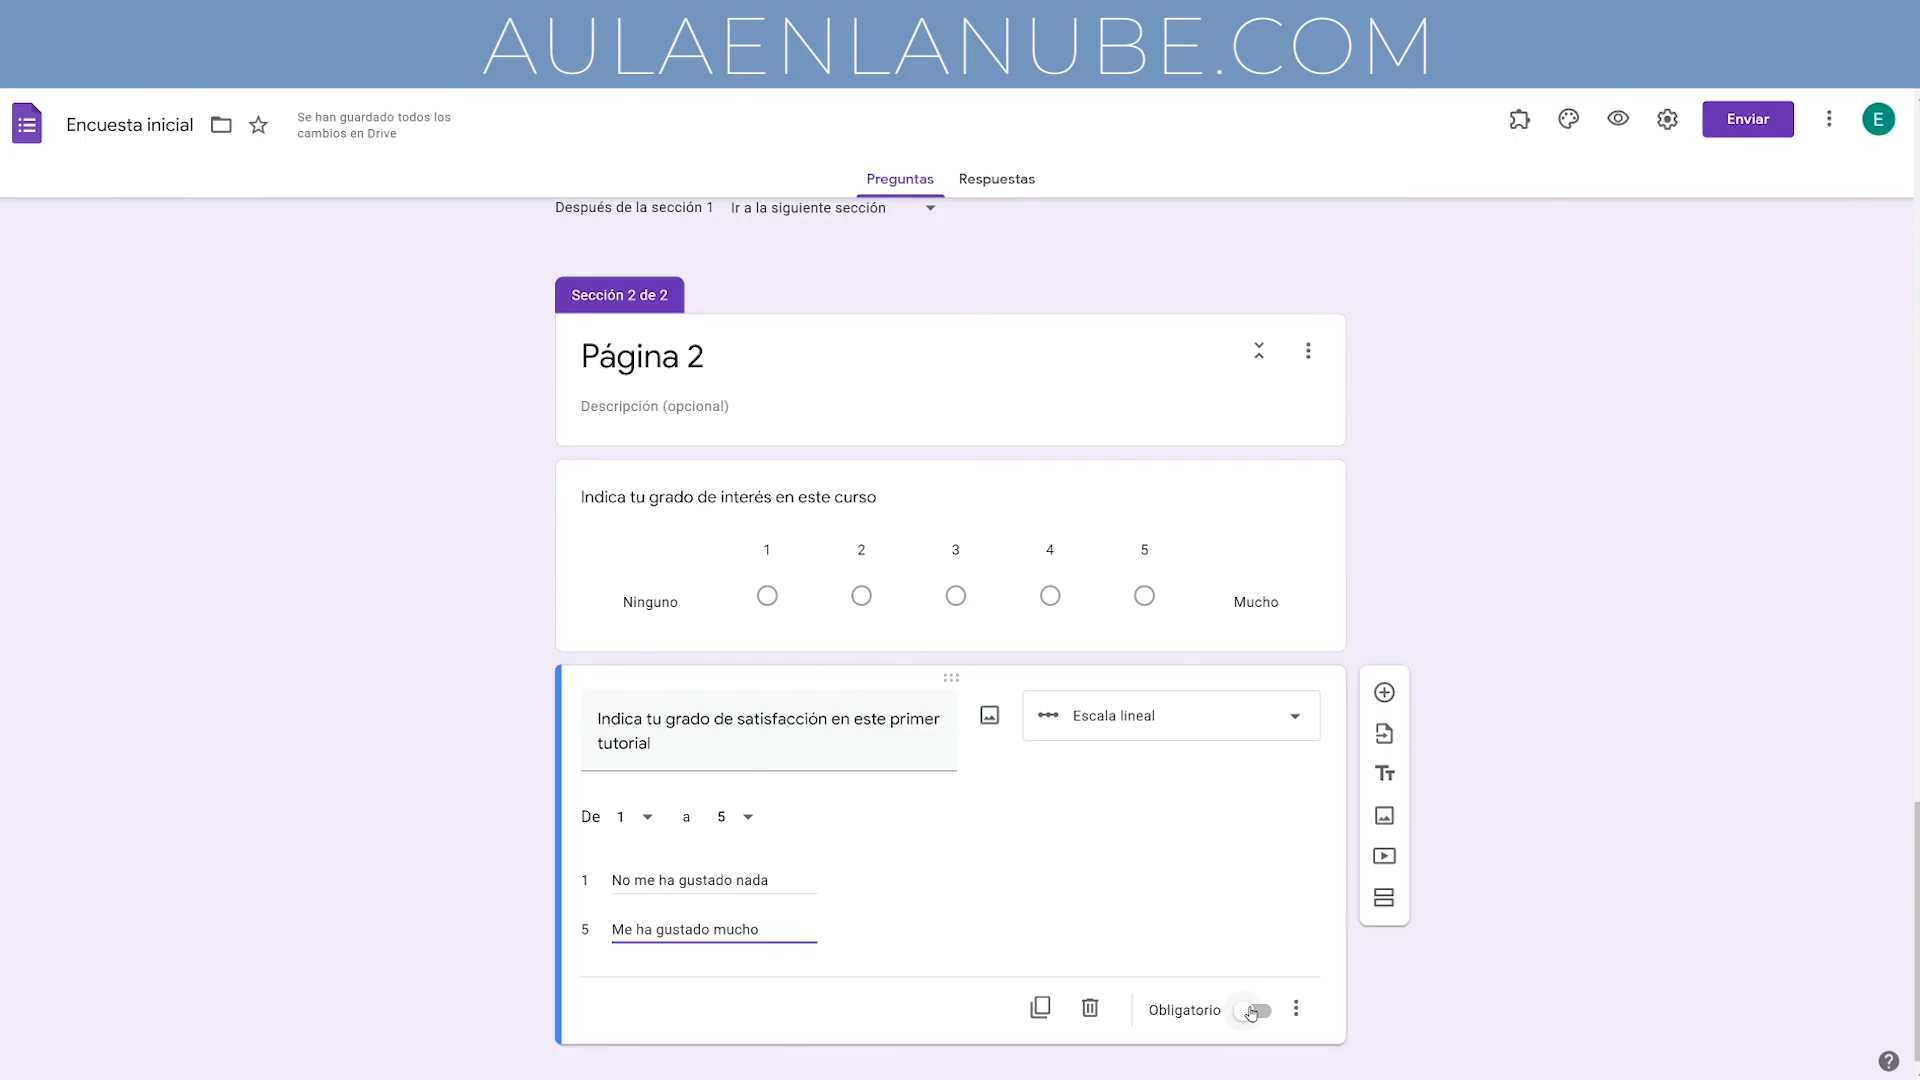 AULAENLANUBE.COM
Encuesta inicial
Se han guardado todos los
cambios en Drive
Enviar
E
Preguntas
Respuestas
Después de la sección 1
Ir a la siguiente sección
Sección 2 de 2
Página 2
Descripción (opcional)
Indica tu grado de interés en este curso
1 2 3 4 5
Ninguno
Mucho
Indica tu grado de satisfacción en este primer
tutorial
Escala lineal
De 1 a 5
1 No me ha gustado nada
5 Me ha gustado mucho
Obligatorio